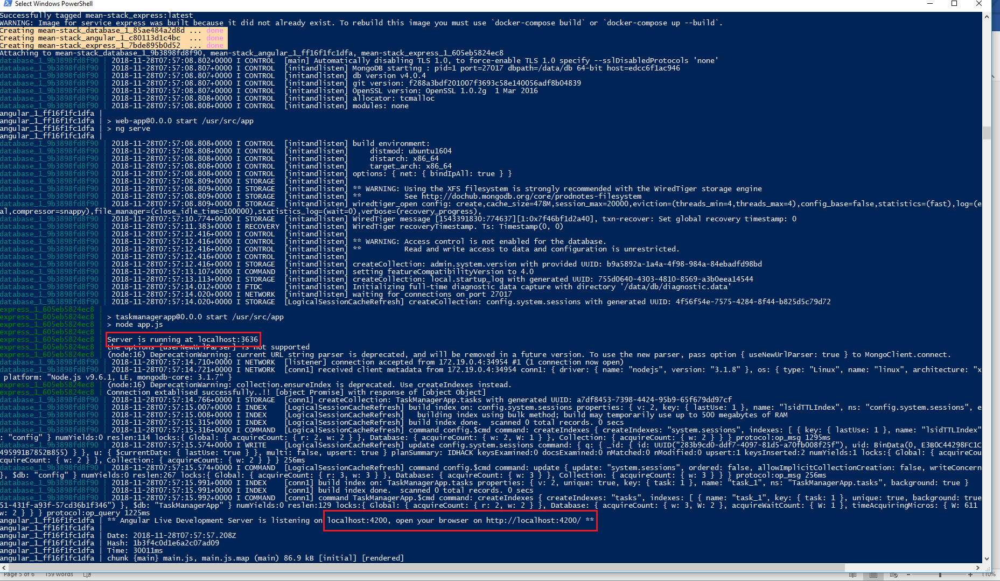 Select Windows PowerShell
Successfully tagged mean-stack_express:latest
WARNING: Image for service express was built because it did not already exist. To rebuild this image you must use `docker-compose build` or `docker-compose up --build`.
Creating mean-stack_database_1_85ae484a2d8d ... done
Creating mean-stack_angular_1_c80113d1c4bc  ... done
Creating mean-stack_express_1_7bde895b0d52  ... done
Attaching to mean-stack_database_1_9b3898fd8f90, mean-stack_angular_1_ff16f1fc1dfa, mean-stack_express_1_605eb5824ec8
database_1_9b3898fd8f90 | 2018-11-28T07:57:08.802+0000 I CONTROL  [main] Automatically disabling TLS 1.0, to force-enable TLS 1.0 specify --sslDisabledProtocols 'none'
database_1_9b3898fd8f90 | 2018-11-28T07:57:08.807+0000 I CONTROL  [initandlisten] MongoDB starting : pid=1 port=27017 dbpath=/data/db 64-bit host=edcc6f1ac946
database_1_9b3898fd8f90 | 2018-11-28T07:57:08.807+0000 I CONTROL  [initandlisten] db version v4.0.4
database_1_9b3898fd8f90 | 2018-11-28T07:57:08.807+0000 I CONTROL  [initandlisten] git version: f288a3bdf201007f3693c58e140056adf8b04839
database_1_9b3898fd8f90 | 2018-11-28T07:57:08.807+0000 I CONTROL  [initandlisten] OpenSSL version: OpenSSL 1.0.2g  1 Mar 2016
database_1_9b3898fd8f90 | 2018-11-28T07:57:08.808+0000 I CONTROL  [initandlisten] allocator: tcmalloc
database_1_9b3898fd8f90 | 2018-11-28T07:57:08.808+0000 I CONTROL  [initandlisten] modules: none
angular_1_ff16f1fc1dfa |
angular_1_ff16f1fc1dfa | > web-app@0.0.0 start /usr/src/app
angular_1_ff16f1fc1dfa | > ng serve
angular_1_ff16f1fc1dfa |
database_1_9b3898fd8f90 | 2018-11-28T07:57:08.808+0000 I CONTROL  [initandlisten] build environment:
database_1_9b3898fd8f90 | 2018-11-28T07:57:08.808+0000 I CONTROL  [initandlisten]     distmod: ubuntu1604
database_1_9b3898fd8f90 | 2018-11-28T07:57:08.808+0000 I CONTROL  [initandlisten]     distarch: x86_64
database_1_9b3898fd8f90 | 2018-11-28T07:57:08.808+0000 I CONTROL  [initandlisten]     target_arch: x86_64
database_1_9b3898fd8f90 | 2018-11-28T07:57:08.808+0000 I CONTROL  [initandlisten] options: { net: { bindIpAll: true } }
database_1_9b3898fd8f90 | 2018-11-28T07:57:08.809+0000 I STORAGE  [initandlisten]
database_1_9b3898fd8f90 | 2018-11-28T07:57:08.809+0000 I STORAGE  [initandlisten] ** WARNING: Using the XFS filesystem is strongly recommended with the WiredTiger storage engine
database_1_9b3898fd8f90 | 2018-11-28T07:57:08.809+0000 I STORAGE  [initandlisten] **          See http://dochub.mongodb.org/core/prodnotes-filesystem
database_1_9b3898fd8f90 | 2018-11-28T07:57:08.809+0000 I STORAGE  [initandlisten] wiredtiger_open config: create,cache_size=478M,session_max=20000,eviction=(threads_min=4,threads_max=4),config_base=false,statistics=(fast),log=(e
al,compressor=snappy),file_manager=(close_idle_time=100000),statistics_log=(wait=0),verbose=(recovery_progress),
database_1_9b3898fd8f90 | 2018-11-28T07:57:10.774+0000 I STORAGE  [initandlisten] WiredTiger message [1543391830:774637][1:0x7f46bf1d2a40], txn-recover: Set global recovery timestamp: 0
database_1_9b3898fd8f90 | 2018-11-28T07:57:11.383+0000 I RECOVERY [initandlisten] WiredTiger recoveryTimestamp. Ts: Timestamp(0, 0)
database_1_9b3898fd8f90 | 2018-11-28T07:57:12.416+0000 I CONTROL  [initandlisten]
database_1_9b3898fd8f90 | 2018-11-28T07:57:12.416+0000 I CONTROL  [initandlisten] ** WARNING: Access control is not enabled for the database.
database_1_9b3898fd8f90 | 2018-11-28T07:57:12.416+0000 I CONTROL  [initandlisten] **          Read and write access to data and configuration is unrestricted.
database_1_9b3898fd8f90 | 2018-11-28T07:57:12.416+0000 I CONTROL  [initandlisten]
database_1_9b3898fd8f90 | 2018-11-28T07:57:12.416+0000 I STORAGE  [initandlisten] createCollection: admin.system.version with provided UUID: b9a5892a-1a4a-4f98-984a-84ebadfd98bd
database_1_9b3898fd8f90 | 2018-11-28T07:57:13.107+0000 I COMMAND  [initandlisten] setting featureCompatibilityVersion to 4.0
database_1_9b3898fd8f90 | 2018-11-28T07:57:13.113+0000 I STORAGE  [initandlisten] createCollection: local.startup_log with generated UUID: 755d0640-4303-4810-8569-a3b0eea14544
database_1_9b3898fd8f90 | 2018-11-28T07:57:14.012+0000 I FTDC     [initandlisten] Initializing full-time diagnostic data capture with directory '/data/db/diagnostic.data'
database_1_9b3898fd8f90 | 2018-11-28T07:57:14.020+0000 I NETWORK  [initandlisten] waiting for connections on port 27017
database_1_9b3898fd8f90 | 2018-11-28T07:57:14.020+0000 I STORAGE  [LogicalSessionCacheRefresh] createCollection: config.system.sessions with generated UUID: 4f56f54e-7575-4284-8f44-b825d5c79d72
express_1_605eb5824ec8 |
express_1_605eb5824ec8 | > taskmanagerapp@0.0.0 start /usr/src/app
express_1_605eb5824ec8 | > node app.js
express_1_605eb5824ec8 |
express_1_605eb5824ec8 | Server is running at localhost:3636
express_1_605eb5824ec8 | the options [userNewUrlParser] is not supported
express_1_605eb5824ec8 | (node:16) DeprecationWarning: current URL string parser is deprecated, and will be removed in a future version. To use the new parser, pass option { useNewUrlParser: true } to MongoClient.connect.
database_1_9b3898fd8f90 | 2018-11-28T07:57:14.710+0000 I NETWORK  [listener] connection accepted from 172.19.0.4:34954 #1 (1 connection now open)
database_1_9b3898fd8f90 | 2018-11-28T07:57:14.721+0000 I NETWORK  [conn1] received client metadata from 172.19.0.4:34954 conn1: { driver: { name: "nodejs", version: "3.1.8" }, os: { type: "Linux", name: "linux", architecture: "x
platform: "Node.js v9.6.1, LE, mongodb-core: 3.1.7" }
express_1_605eb5824ec8 | (node:16) DeprecationWarning: collection.ensureIndex is deprecated. Use createIndexes instead.
express_1_605eb5824ec8 | Connection extablised successfully..!! [object Promise] with response of [object Object]
database_1_9b3898fd8f90 | 2018-11-28T07:57:14.766+0000 I STORAGE  [conn1] createCollection: TaskManagerApp.tasks with generated UUID: a7df8453-7398-4424-95b9-65f679dd97cf
database_1_9b3898fd8f90 | 2018-11-28T07:57:15.007+0000 I INDEX    [LogicalSessionCacheRefresh] build index on: config.system.sessions properties: { v: 2, key: { lastUse: 1 }, name: "lsidTTLIndex", ns: "config.system.sessions", e
database_1_9b3898fd8f90 | 2018-11-28T07:57:15.008+0000 I INDEX    [LogicalSessionCacheRefresh]   building index using bulk method; build may temporarily use up to 500 megabytes of RAM
database_1_9b3898fd8f90 | 2018-11-28T07:57:15.315+0000 I INDEX    [LogicalSessionCacheRefresh] build index done.  scanned 0 total records. 0 secs
database_1_9b3898fd8f90 | 2018-11-28T07:57:15.316+0000 I COMMAND  [LogicalSessionCacheRefresh] command config.$cmd command: createIndexes { createIndexes: "system.sessions", indexes: [ { key: { lastUse: 1 }, name: "lsidTTLIndex"
: "config" } numYields:0 reslen:114 locks:{ Global: { acquireCount: { r: 2, w: 2 } }, Database: { acquireCount: { w: 2, W: 1 } }, Collection: { acquireCount: { w: 2 } } } protocol:op_msg 1295ms
database_1_9b3898fd8f90 | 2018-11-28T07:57:15.574+0000 I WRITE    [LogicalSessionCacheRefresh] update config.system.sessions command: { q: { _id: { id: UUID("283b9cd0-ddf7-4097-81d5-a70fb008f25f"), uid: BinData(0, E3B0C44298FC1C
495991B7852B855) } }, u: { $currentDate: { lastUse: true } }, multi: false, upsert: true } planSummary: IDHACK keysExamined:0 docsExamined:0 nMatched:0 nModified:0 upsert:1 keysInserted:2 numYields:1 locks:{ Global: { acquireCou
cquireCount: { w: 2 } }, Collection: { acquireCount: { w: 2 } } } 256ms
database_1_9b3898fd8f90 | 2018-11-28T07:57:15.574+0000 I COMMAND  [LogicalSessionCacheRefresh] command config.$cmd command: update { update: "system.sessions", ordered: false, allowImplicitCollectionCreation: false, writeConcern
}, $db: "config" } numYields:0 reslen:267 locks:{ Global: { acquireCount: { r: 3, w: 3 } }, Database: { acquireCount: { w: 3 } }, Collection: { acquireCount: { w: 3 } } } protocol:op_msg 256ms
database_1_9b3898fd8f90 | 2018-11-28T07:57:15.991+0000 I INDEX    [conn1] build index on: TaskManagerApp.tasks properties: { v: 2, unique: true, key: { task: 1 }, name: "task_1", ns: "TaskManagerApp.tasks", background: true }
database_1_9b3898fd8f90 | 2018-11-28T07:57:15.991+0000 I INDEX    [conn1] build index done.  scanned 0 total records. 0 secs
database_1_9b3898fd8f90 | 2018-11-28T07:57:15.992+0000 I COMMAND  [conn1] command TaskManagerApp.$cmd command: createIndexes { createIndexes: "tasks", indexes: [ { name: "task_1", key: { task: 1 }, unique: true, background: true
51-431f-a93f-57cd36b1f346") }, $db: "TaskManagerApp" } numYields:0 reslen:129 locks:{ Global: { acquireCount: { r: 2, w: 2 } }, Database: { acquireCount: { w: 3, W: 2 }, acquireWaitCount: { W: 1 }, timeAcquiringMicros: { W: 611
w: 2 } } } protocol:op_query 1225ms
angular_1_ff16f1fc1dfa | ** Angular Live Development Server is listening on localhost:4200, open your browser on http://localhost:4200/ **
angular_1_ff16f1fc1dfa |
angular_1_ff16f1fc1dfa | Date: 2018-11-28T07:57:57.208Z
angular_1_ff16f1fc1dfa | Hash: 1b3f4c0d1e6a2c07ad09
angular_1_ff16f1fc1dfa | Time: 30011ms
angular_1_ff16f1fc1dfa | chunk {main} main.js, main.js.map (main) 86.9 kB [initial] [rendered]
Page 5 of 6 159 words 110%